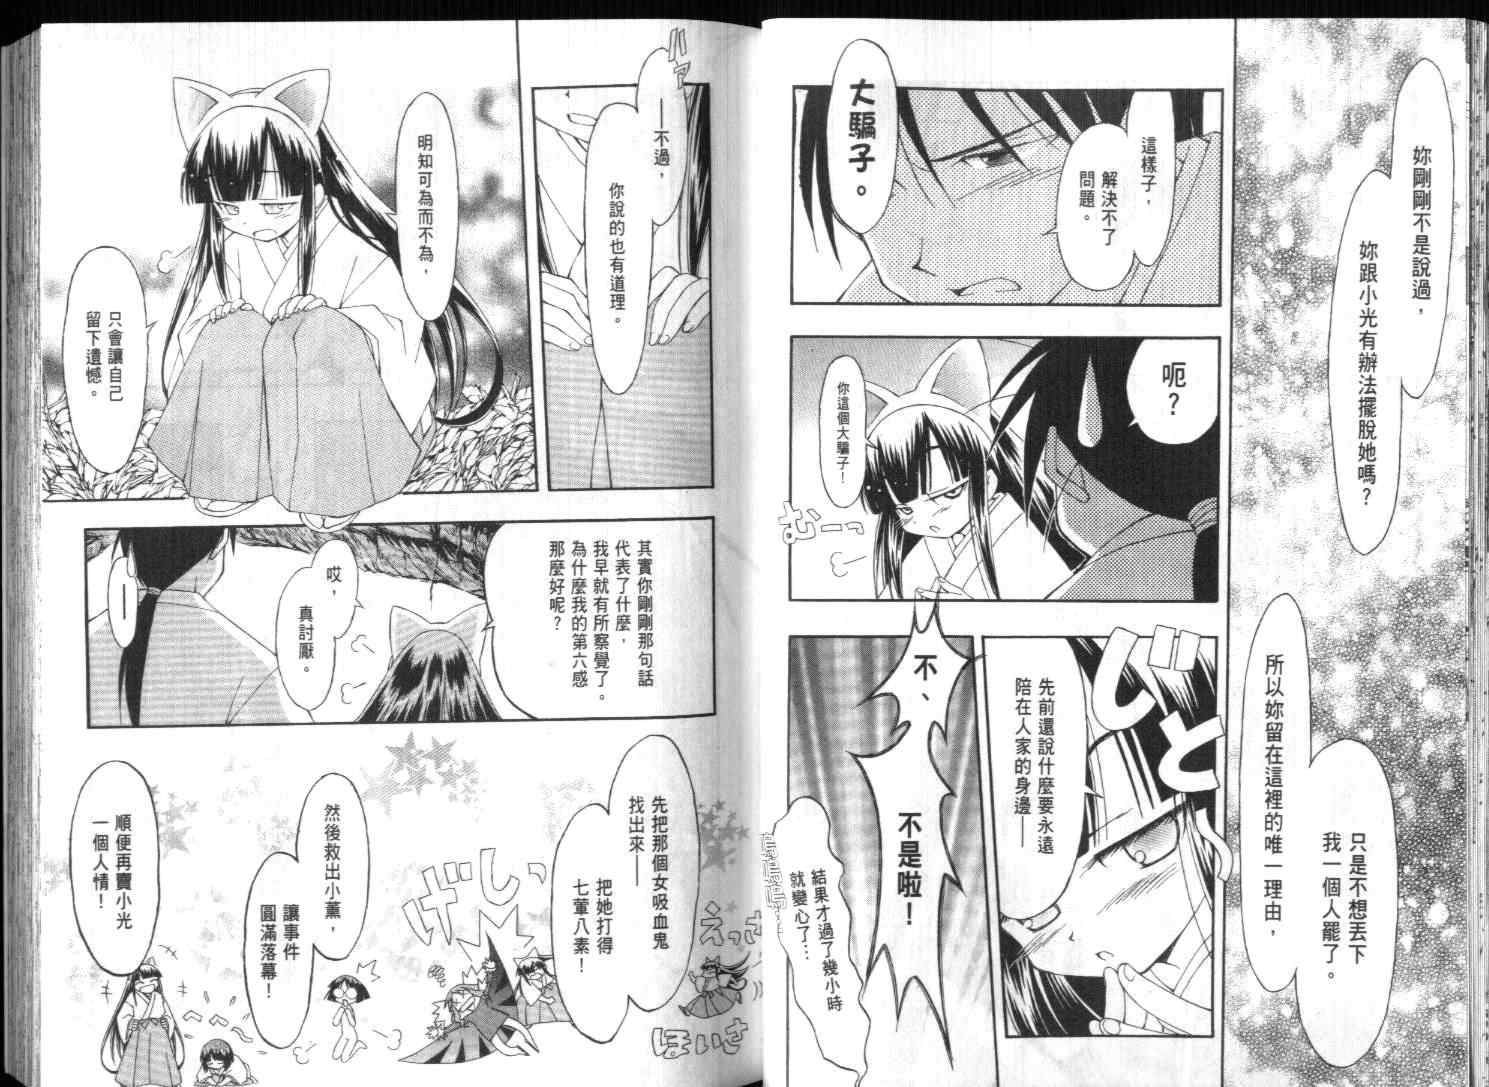 妳剛剛不是說過，
妳跟小光有辦法擺脫她嗎？
所以妳留在這裡的唯一理由，
只是不想丟下
我一個人罷了。
這樣子，
解決不了
問題。
大騙子。
呃？
你這個大騙子！
むーっ
じと
先前還說什麼要永遠
陪在人家的身邊——
不、
不是啦！
結果才過了幾小時
就變心了…
ハァ
——不過，
你說的也有道理。
明知可為而不為，
只會讓自己
留下遺憾。
其實你剛剛那句話
代表了什麼，
我早就有所察覺了。
為什麼我的第六感
那麼好呢？
哎，
真討厭。
先把那個女吸血鬼
找出來——
把她打得
七葷八素！
えっさ
ほいさ
げしっ
然後救出小薰，
讓事件
圓滿落幕！
順便再賣小光
一個人情！